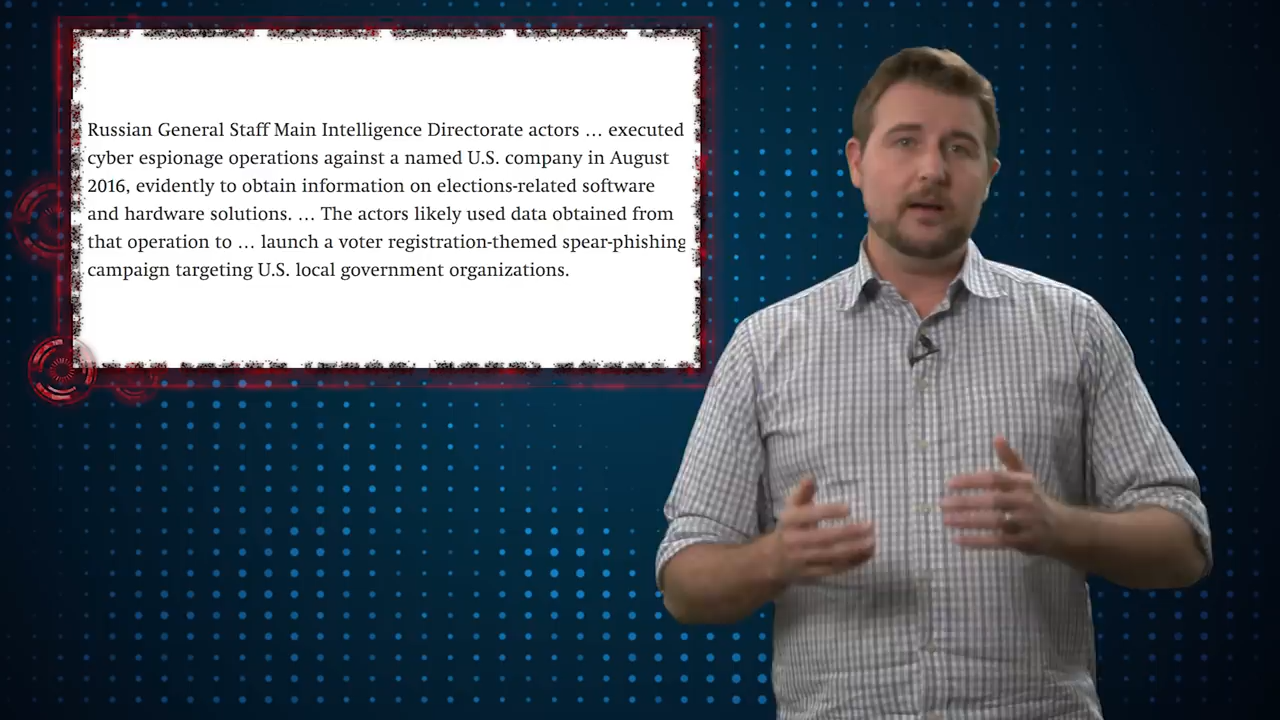 Russian General Staff Main Intelligence Directorate actors … executed
cyber espionage operations against a named U.S. company in August
2016, evidently to obtain information on elections-related software
and hardware solutions. … The actors likely used data obtained from
that operation to … launch a voter registration-themed spear-phishing
campaign targeting U.S. local government organizations.